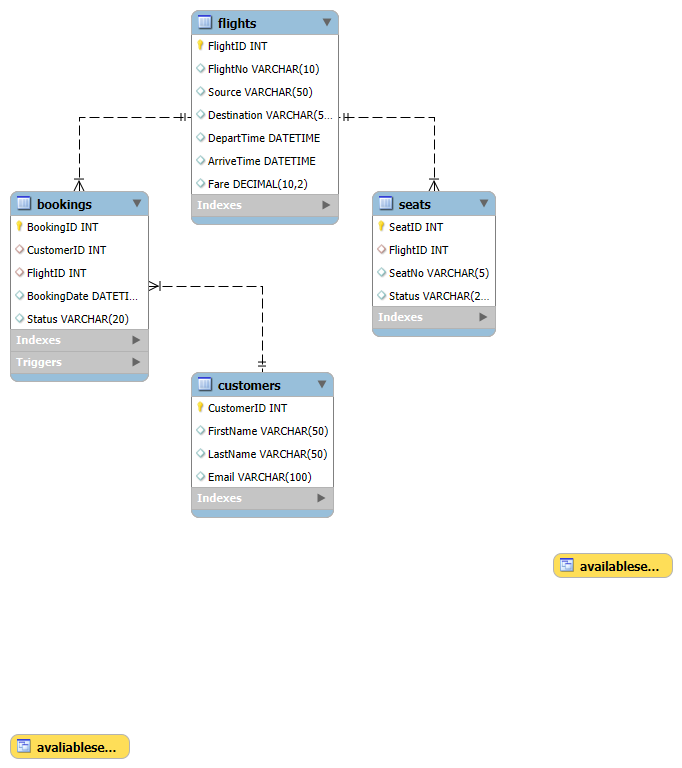 flights
FlightID INT
FlightNo VARCHAR(10)
Source VARCHAR(50)
Destination VARCHAR(5...
DepartTime DATETIME
ArriveTime DATETIME
Fare DECIMAL(10,2)
Indexes
bookings
BookingID INT
CustomerID INT
FlightID INT
BookingDate DATETI...
Status VARCHAR(20)
Indexes
Triggers
seats
SeatID INT
FlightID INT
SeatNo VARCHAR(5)
Status VARCHAR(2...
Indexes
customers
CustomerID INT
FirstName VARCHAR(50)
LastName VARCHAR(50)
Email VARCHAR(100)
Indexes
availablese...
avaliablese...